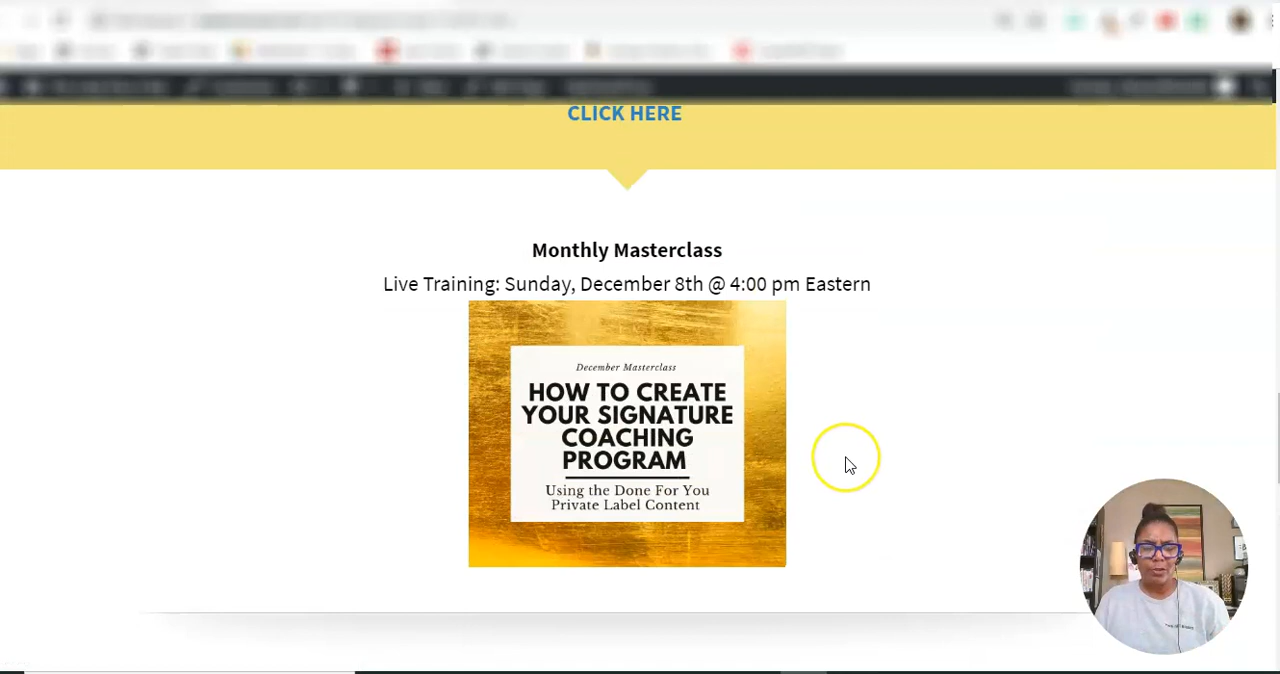 CLICK HERE
Monthly Masterclass
Live Training: Sunday, December 8th @ 4:00 pm Eastern
December Masterclass
HOW TO CREATE
YOUR SIGNATURE
COACHING
PROGRAM
Using the Done For You
Private Label Content